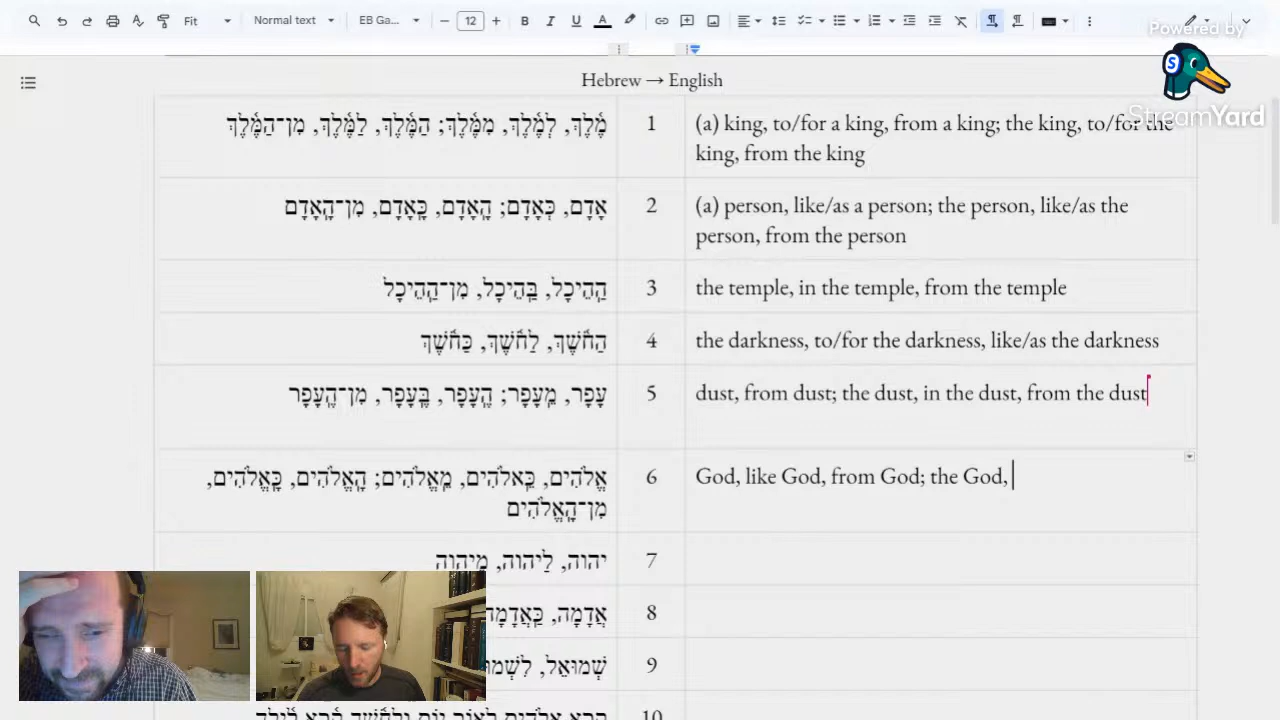 Fit
Normal text
EB Ga...
12
Powered by
StreamYard
Hebrew → English
מֶ֫לֶךְ, לְמֶ֫לֶךְ, מִמֶּ֫לֶךְ; הַמֶּ֫לֶךְ, לַמֶּ֫לֶךְ, מִן־הַמֶּ֫לֶךְ
1
(a) king, to/for a king, from a king; the king, to/for the
king, from the king
אָדָם, כְּאָדָם; הָאָדָם, כָּאָדָם, מִן־הָאָדָם
2
(a) person, like/as a person; the person, like/as the
person, from the person
הַהֵיכָל, בַּהֵיכָל, מִן־הַהֵיכָל
3
the temple, in the temple, from the temple
הַחֹ֫שֶׁךְ, לַחֹ֫שֶׁךְ, כַּחֹ֫שֶׁךְ
4
the darkness, to/for the darkness, like/as the darkness
עָפָר, מֵעָפָר; הֶעָפָר, בֶּעָפָר, מִן־הֶעָפָר
5
dust, from dust; the dust, in the dust, from the dust
אֱלֹהִים, כֵּאלֹהִים, מֵאֱלֹהִים; הָאֱלֹהִים, כָּאֱלֹהִים,
מִן־הָאֱלֹהִים
6
God, like God, from God; the God,
יהוה, לַיהוה, מֵיהוה
7
אֲדָמָה, כַּאֲדָמָה
8
שְׁמוּאֵל,
9
10